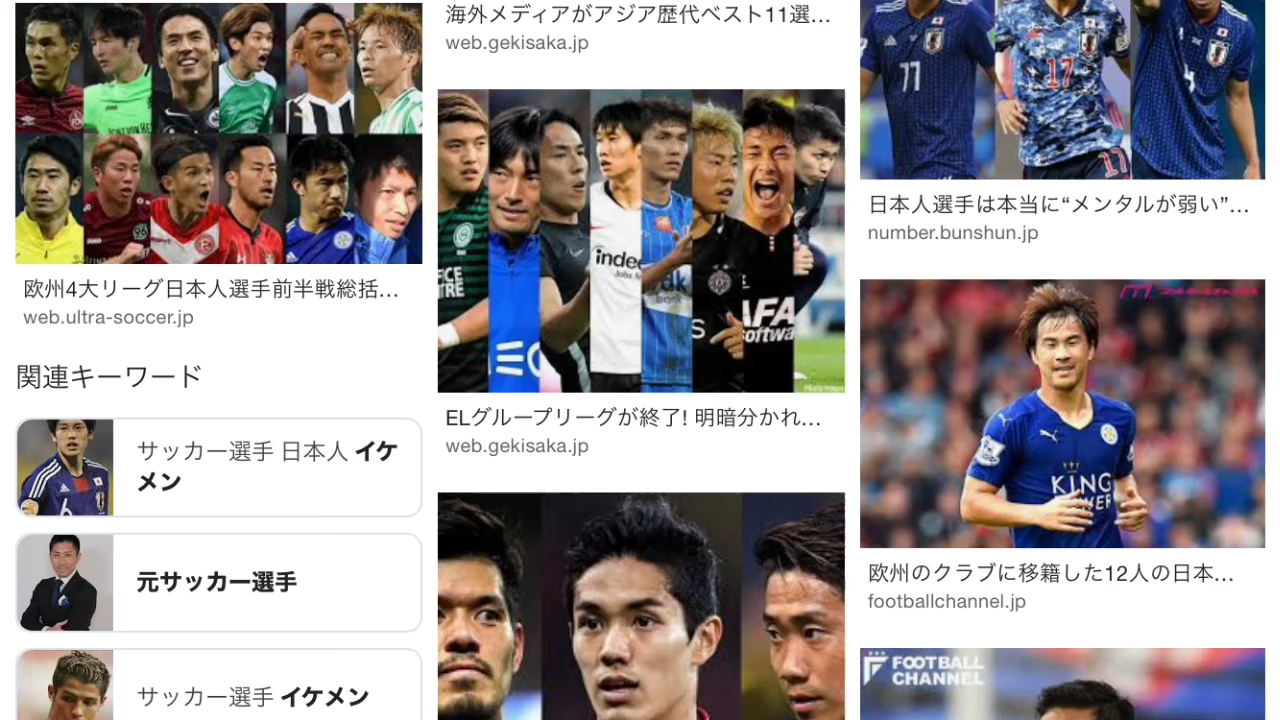 欧州4大リーグ日本人選手前半戦総括...
web.ultra-soccer.jp
関連キーワード
サッカー選手 日本人 イケ
メン
元サッカー選手
サッカー選手 イケメン
海外メディアがアジア歴代ベスト11選...
web.gekisaka.jp
indeed
AFA
ELグループリーグが終了! 明暗分かれ...
web.gekisaka.jp
17
17
日本人選手は本当に“メンタルが弱い”...
number.bunshun.jp
KING
POWER
欧州のクラブに移籍した12人の日本...
footballchannel.jp
FOOTBALL
CHANNEL